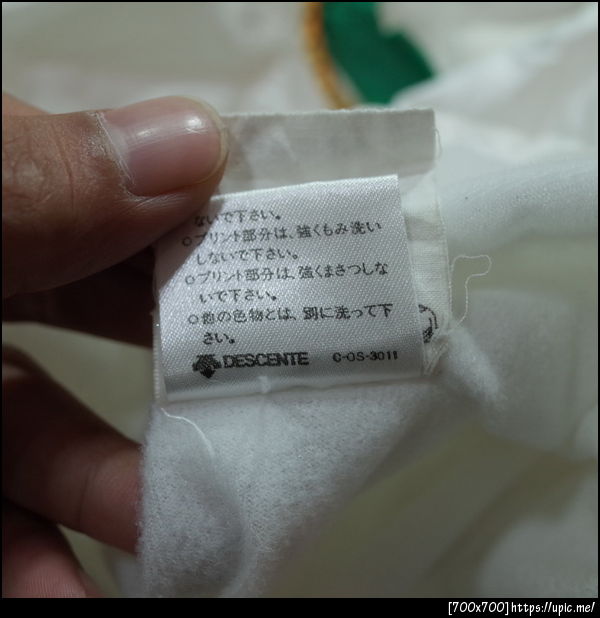 ないで下さい。
○プリント部分は、強くもみ洗い
しないで下さい。
○プリント部分は、強くまさつしな
いで下さい。
○他の色物とは、別に洗って下
さい。
DESCENTE C-OS-3011
[700x700]https://upic.me/